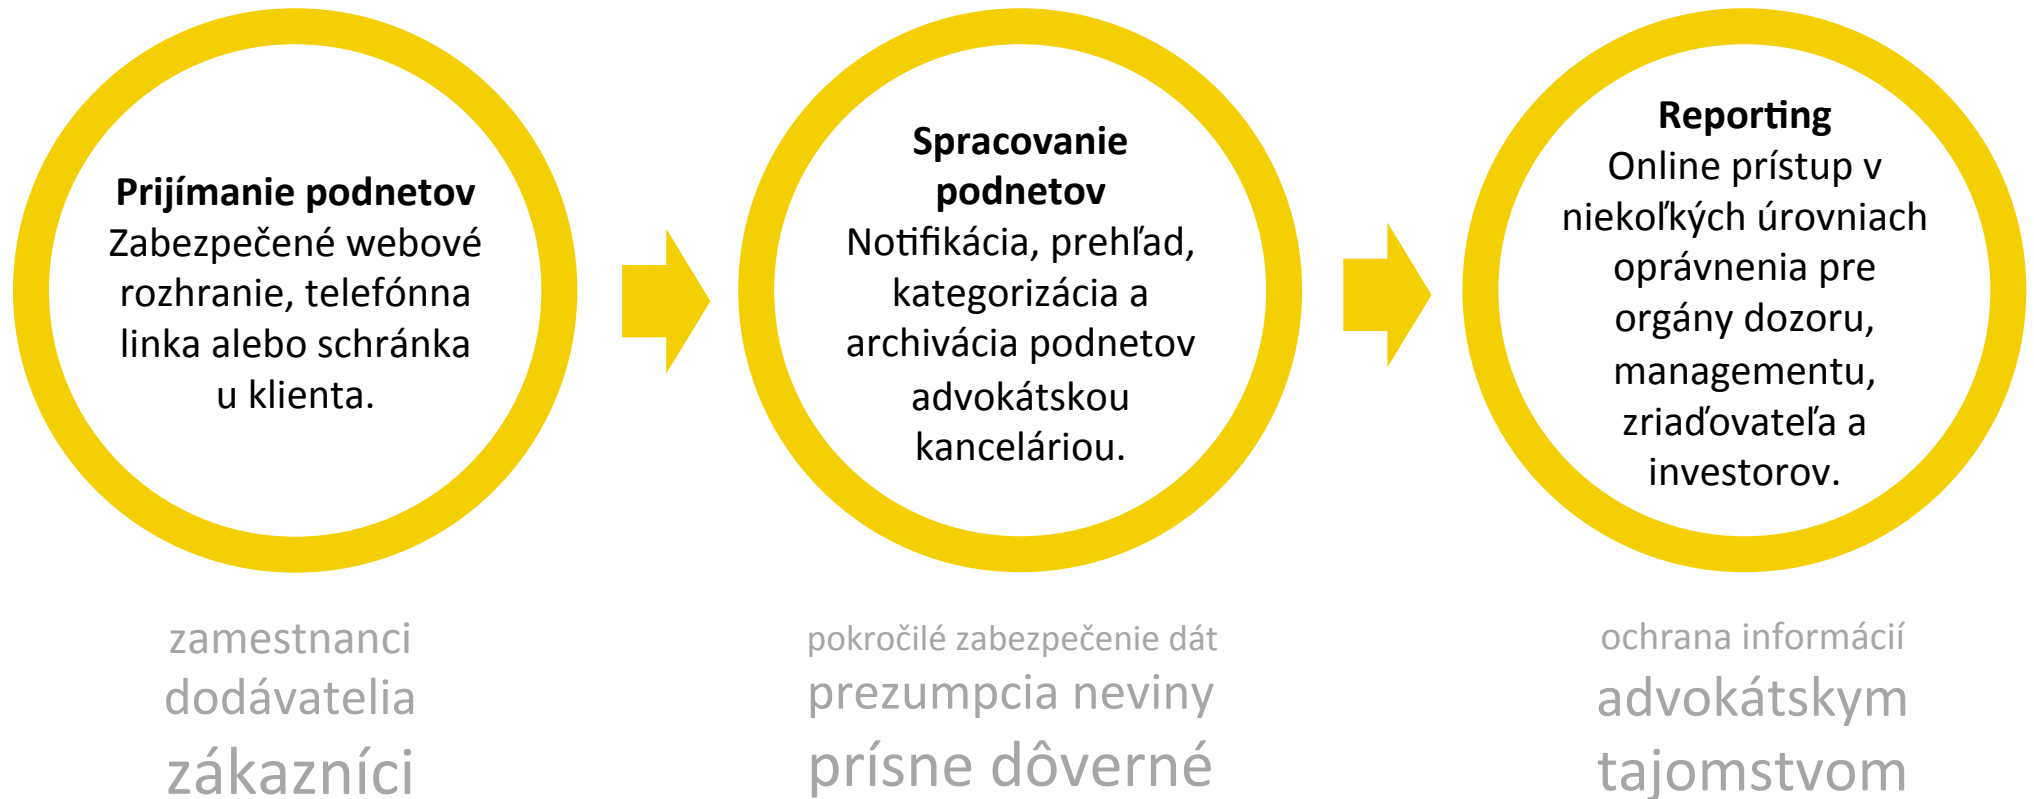 Prijímanie podnetov
Zabezpečené webové
rozhranie, telefónna
linka alebo schránka
u klienta.
zamestnanci
dodávatelia
zákazníci
Spracovanie
podnetov
Notifikácia, prehľad,
kategorizácia a
archivácia podnetov
advokátskou
kanceláriou.
pokročilé zabezpečenie dát
prezumpcia neviny
prísne dôverné
Reporting
Online prístup v
niekoľkých úrovniach
oprávnenia pre
orgány dozoru,
managementu,
zriaďovateľa a
investorov.
ochrana informácií
advokátskym
tajomstvom